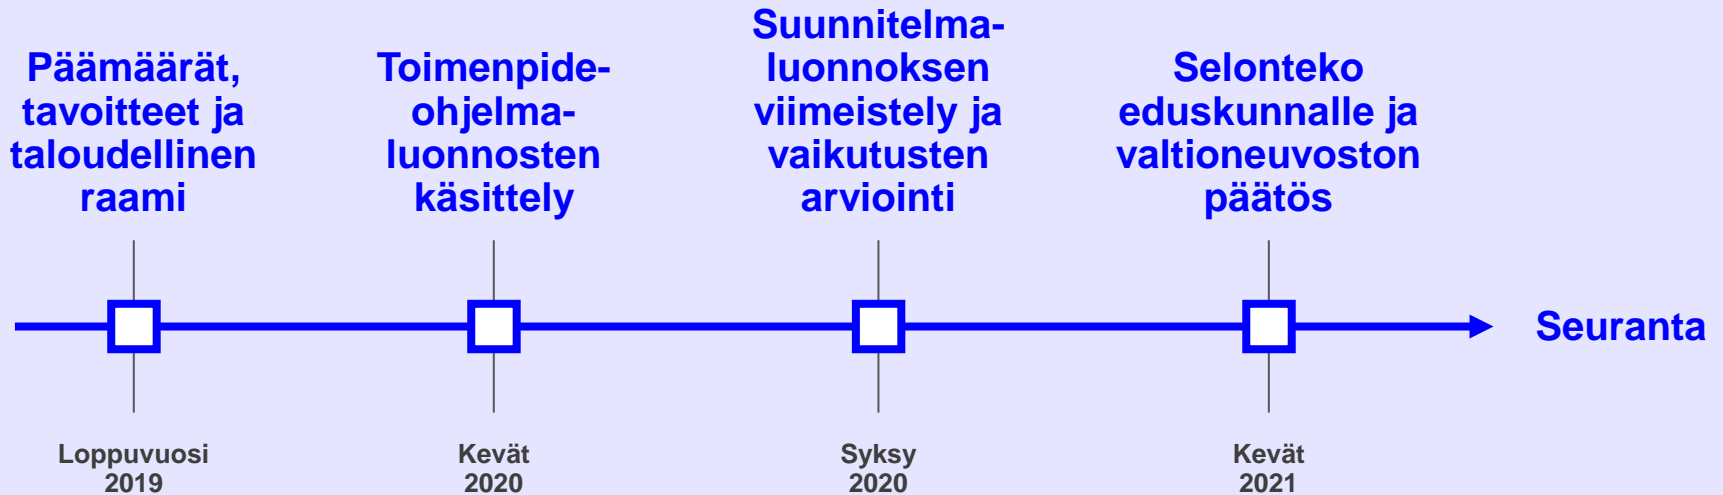 Päämäärät,
tavoitteet ja
taloudellinen
raami
Toimenpide-
ohjelma-
luonnosten
käsittely
Suunnitelma-
luonnoksen
viimeistely ja
vaikutusten
arviointi
Selonteko
eduskunnalle ja
valtioneuvoston
päätös
Seuranta
Loppuvuosi
2019
Kevät
2020
Syksy
2020
Kevät
2021